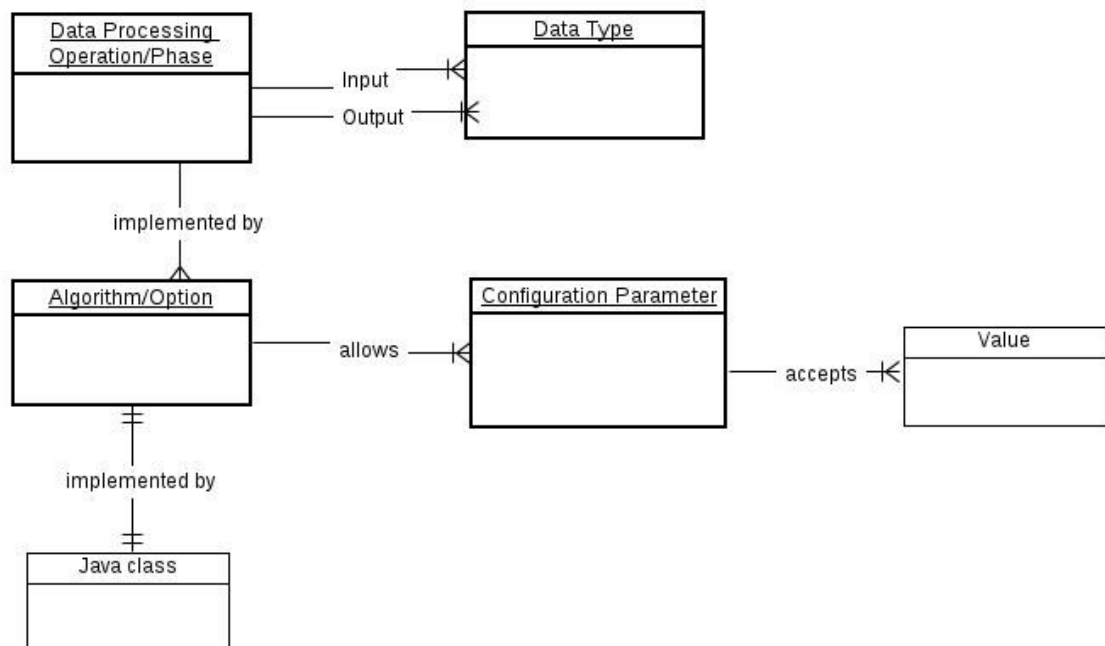 Data Processing
Operation/Phase
Data Type
Input
Output
implemented by
Algorithm/Option
Configuration Parameter
Value
allows
accepts
implemented by
Java class